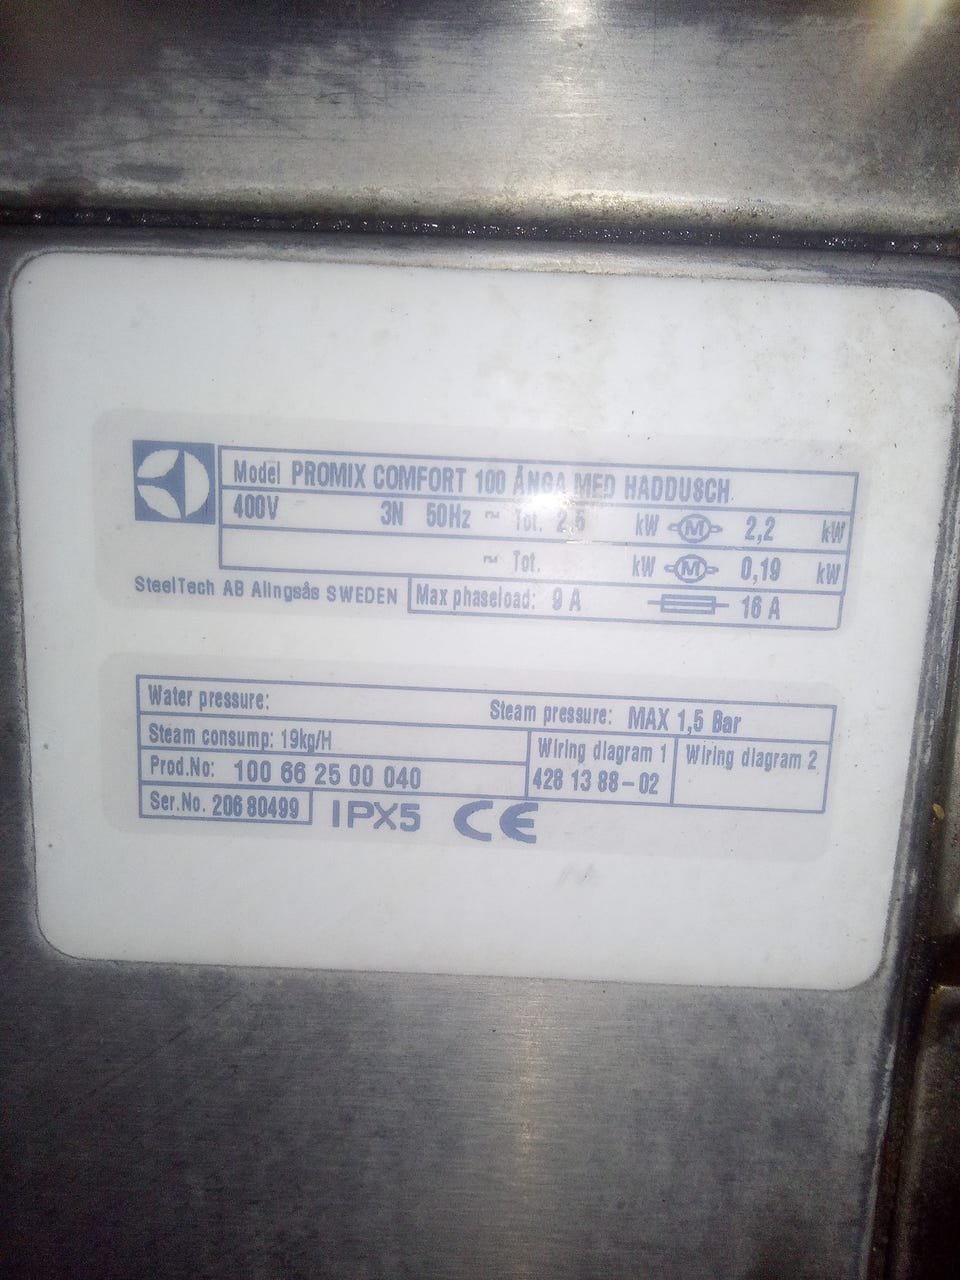 Model PROMIX COMFORT 100 ÅNGA MED HADDUSCH
400V 3N 50Hz ~ Tot. 2,5 kW M 2,2 kW
~ Tot. kW M 0,19 kW
SteelTech AB Alingsås SWEDEN Max phaseload: 9 A 16 A
Water pressure: Steam pressure: MAX 1,5 Bar
Steam consump: 19kg/H Wiring diagram 1 Wiring diagram 2
Prod.No: 100 66 25 00 040 428 13 88-02
Ser.No. 206 80499 IPX5 CE